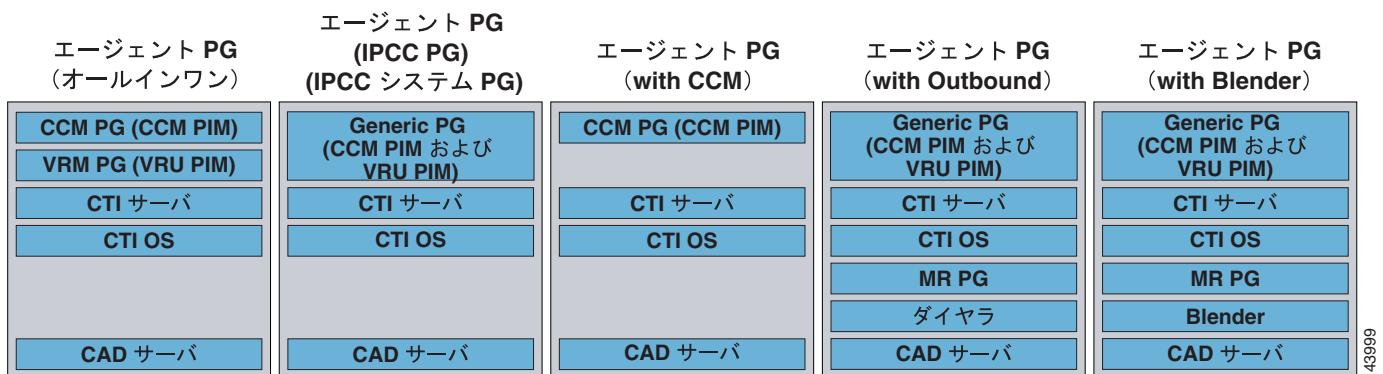 エージェント PG
（オールインワン）
CCM PG (CCM PIM)
VRM PG (VRU PIM)
CTI サーバ
CTI OS
CAD サーバ
エージェント PG
(IPCC PG)
(IPCC システム PG)
Generic PG
(CCM PIM および
VRU PIM)
CTI サーバ
CTI OS
CAD サーバ
エージェント PG
（with CCM）
CCM PG (CCM PIM)
CTI サーバ
CTI OS
CAD サーバ
エージェント PG
（with Outbound）
Generic PG
(CCM PIM および
VRU PIM)
CTI サーバ
CTI OS
MR PG
ダイヤラ
CAD サーバ
エージェント PG
（with Blender）
Generic PG
(CCM PIM および
VRU PIM)
CTI サーバ
CTI OS
MR PG
Blender
CAD サーバ
43999